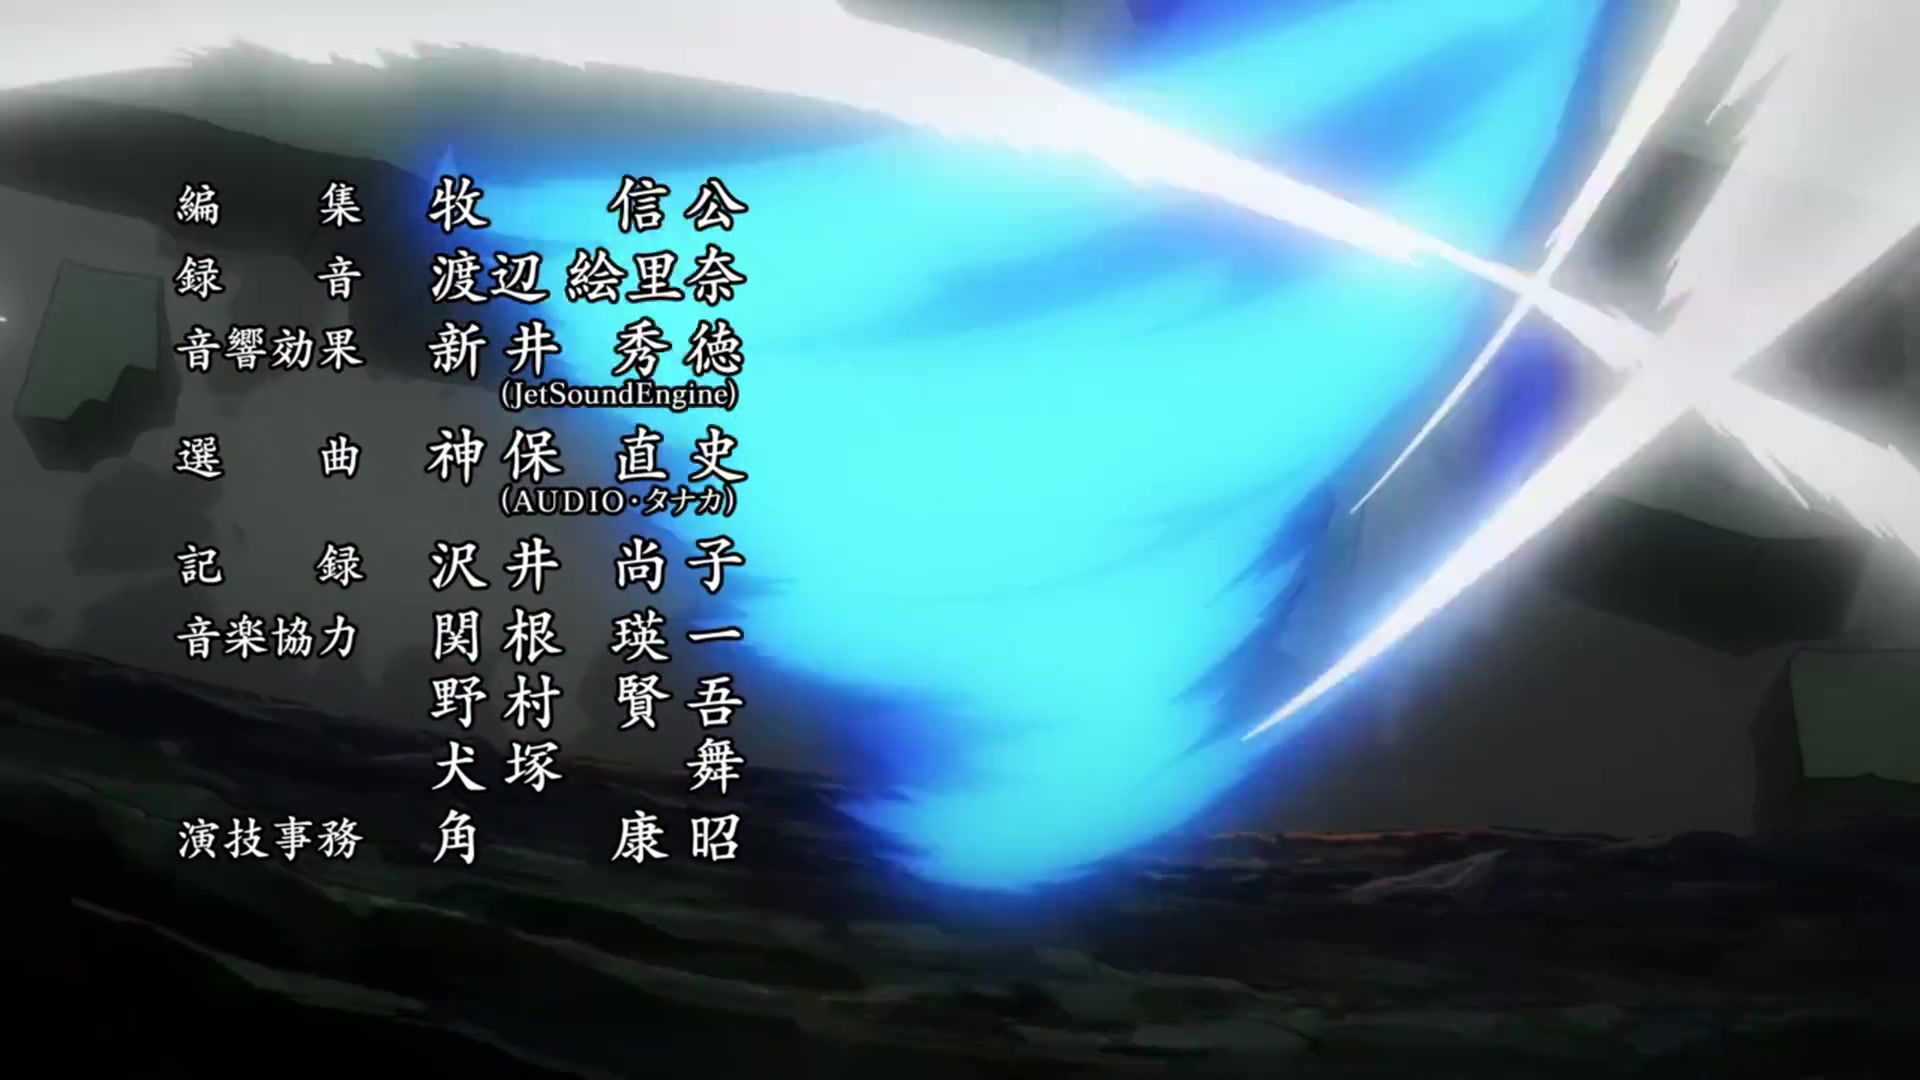 編集 牧 信公
録音 渡辺 絵里奈
音響効果 新井 秀徳
(JetSoundEngine)
選曲 神保 直史
(AUDIO・タナカ)
記録 沢井 尚子
音楽協力 関根 瑛一
野村 賢吾
犬塚 舞
演技事務 角 康昭